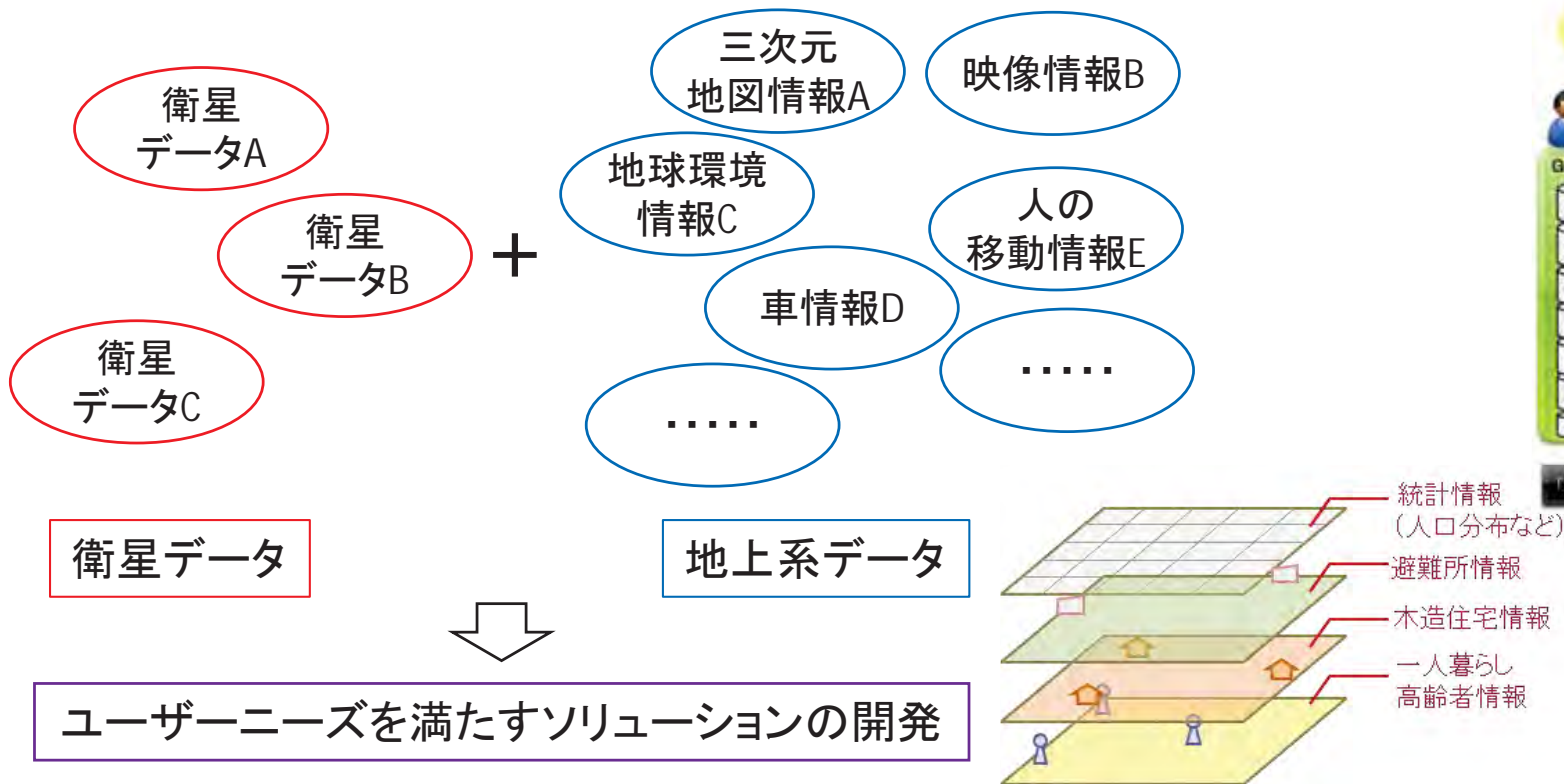 衛星
データA
衛星
データB
衛星
データC
+
三次元
地図情報A
映像情報B
地球環境
情報C
人の
移動情報E
車情報D
・・・・・
・・・・・
衛星データ
地上系データ
ユーザーニーズを満たすソリューションの開発
統計情報
(人口分布など)
避難所情報
木造住宅情報
一人暮らし
高齢者情報
G